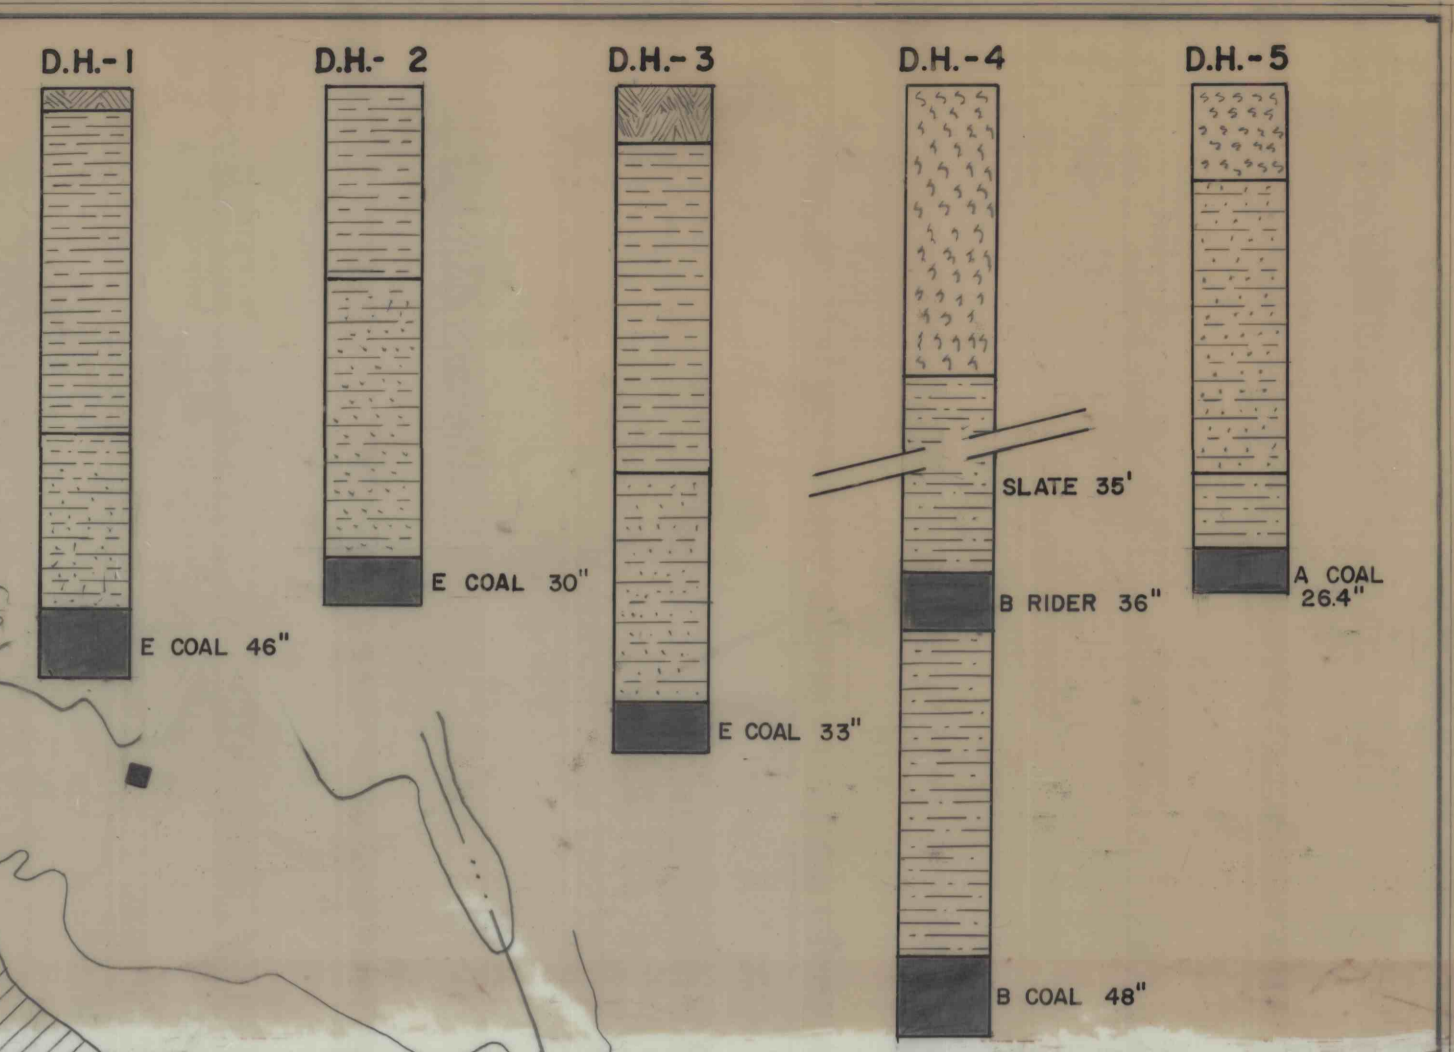 D.H.-1
D.H.- 2
D.H.-3
D.H.-4
D.H.-5
SLATE 35'
E COAL 30"
A COAL
26.4"
B RIDER 36"
E COAL 46"
E COAL 33"
B COAL 48"